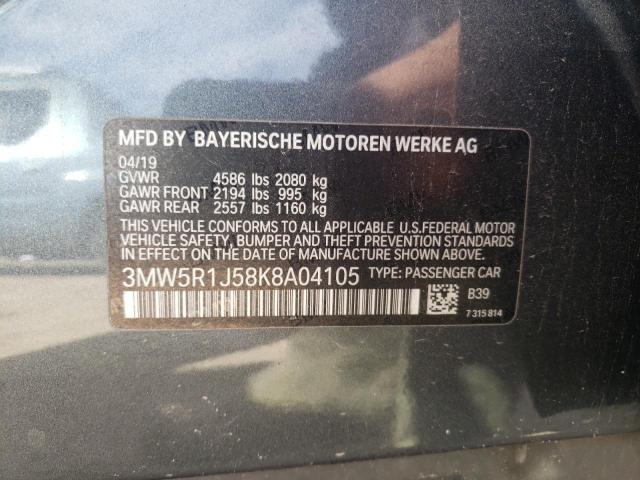 MFD BY BAYERISCHE MOTOREN WERKE AG
04/19
GVWR 4586 lbs 2080 kg
GAWR FRONT 2194 lbs 995 kg
GAWR REAR 2557 lbs 1160 kg
THIS VEHICLE CONFORMS TO ALL APPLICABLE U.S.FEDERAL MOTOR
VEHICLE SAFETY, BUMPER AND THEFT PREVENTION STANDARDS
IN EFFECT ON THE DATE OF MANUFACTURE SHOWN ABOVE.
3MW5R1J58K8A04105 TYPE: PASSENGER CAR
B39
7 315 814